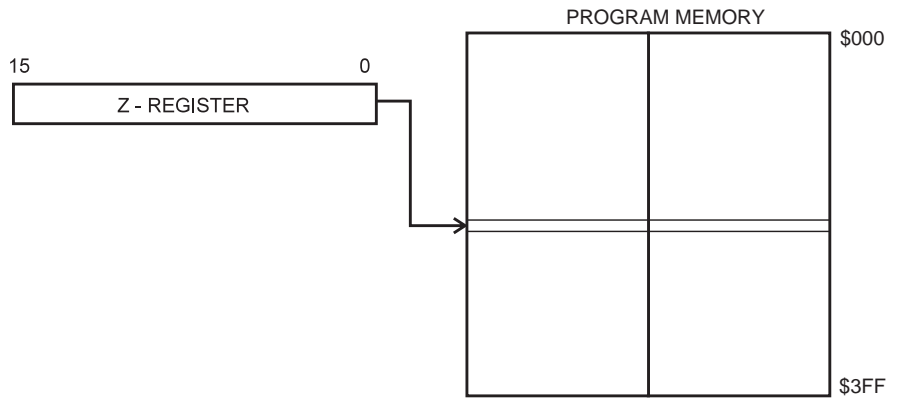 PROGRAM MEMORY
$000
15 0
Z - REGISTER
$3FF